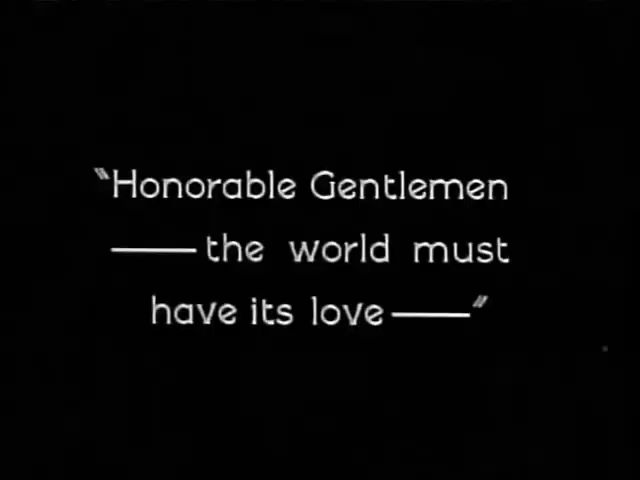 "Honorable Gentlemen
——the world must
have its love——"